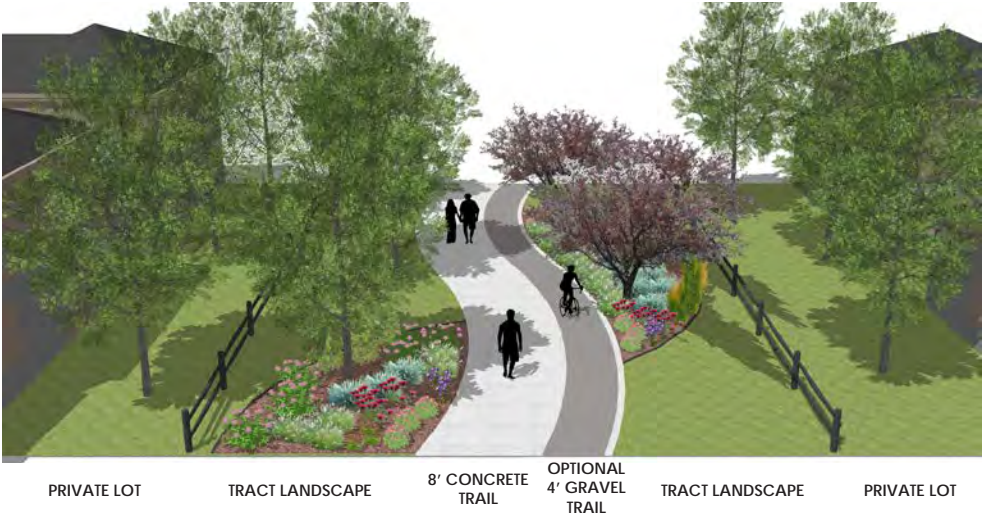 PRIVATE LOT
TRACT LANDSCAPE
8' CONCRETE
TRAIL
OPTIONAL
4' GRAVEL
TRAIL
TRACT LANDSCAPE
PRIVATE LOT